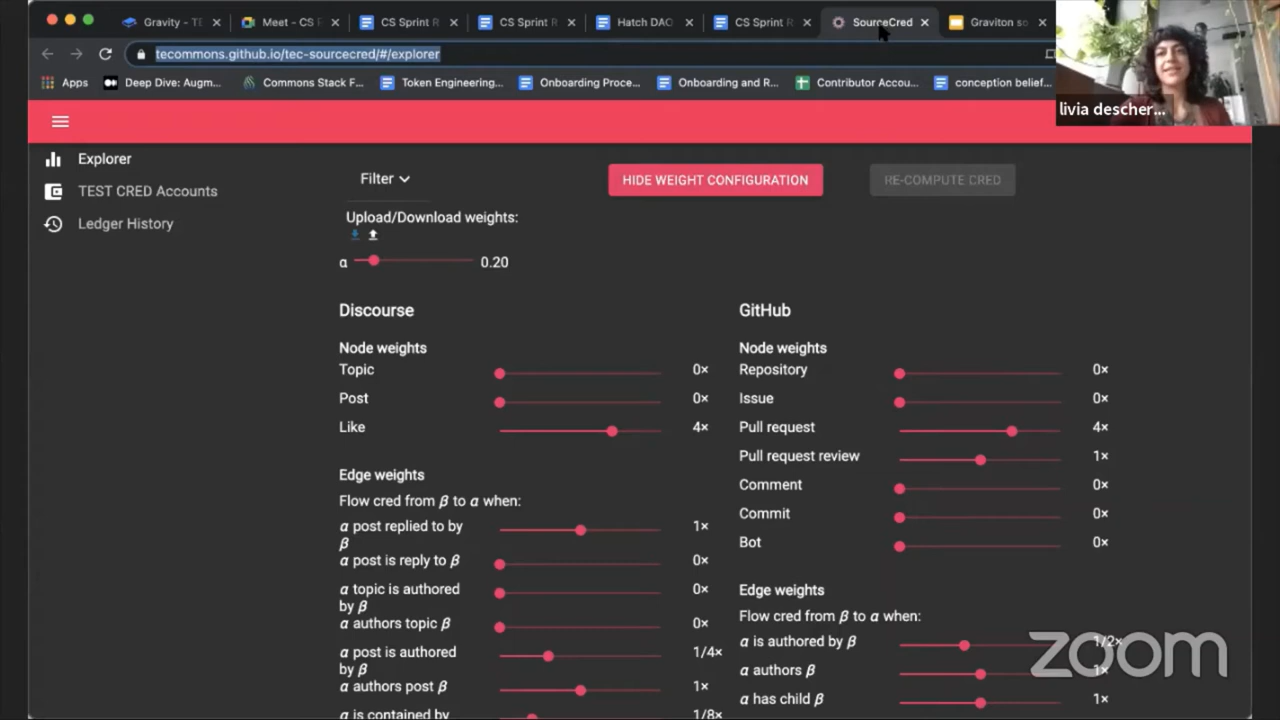 Gravity - TE
Meet - CS F
CS Sprint R
CS Sprint R
Hatch DAO
CS Sprint R
SourceCred
Graviton so
tecommons.github.io/tec-sourcecred/#/explorer
Apps
Deep Dive: Augm...
Commons Stack F...
Token Engineering...
Onboarding Proce...
Onboarding and R...
Contributor Accou...
conception belief...
livia descher...
Explorer
TEST CRED Accounts
Ledger History
Filter
HIDE WEIGHT CONFIGURATION
RE-COMPUTE CRED
Upload/Download weights:
α 0.20
Discourse
Node weights
Topic 0×
Post 0×
Like 4×
Edge weights
Flow cred from β to α when:
α post replied to by
β 1×
α post is reply to β 0×
α topic is authored
by β 0×
α authors topic β 0×
α post is authored
by β 1/4×
α authors post β 1×
α is contained by 1/8×
GitHub
Node weights
Repository 0×
Issue 0×
Pull request 4×
Pull request review 1×
Comment 0×
Commit 0×
Bot 0×
Edge weights
Flow cred from β to α when:
α is authored by β 1/2×
α authors β 1×
α has child β 1×
zoom